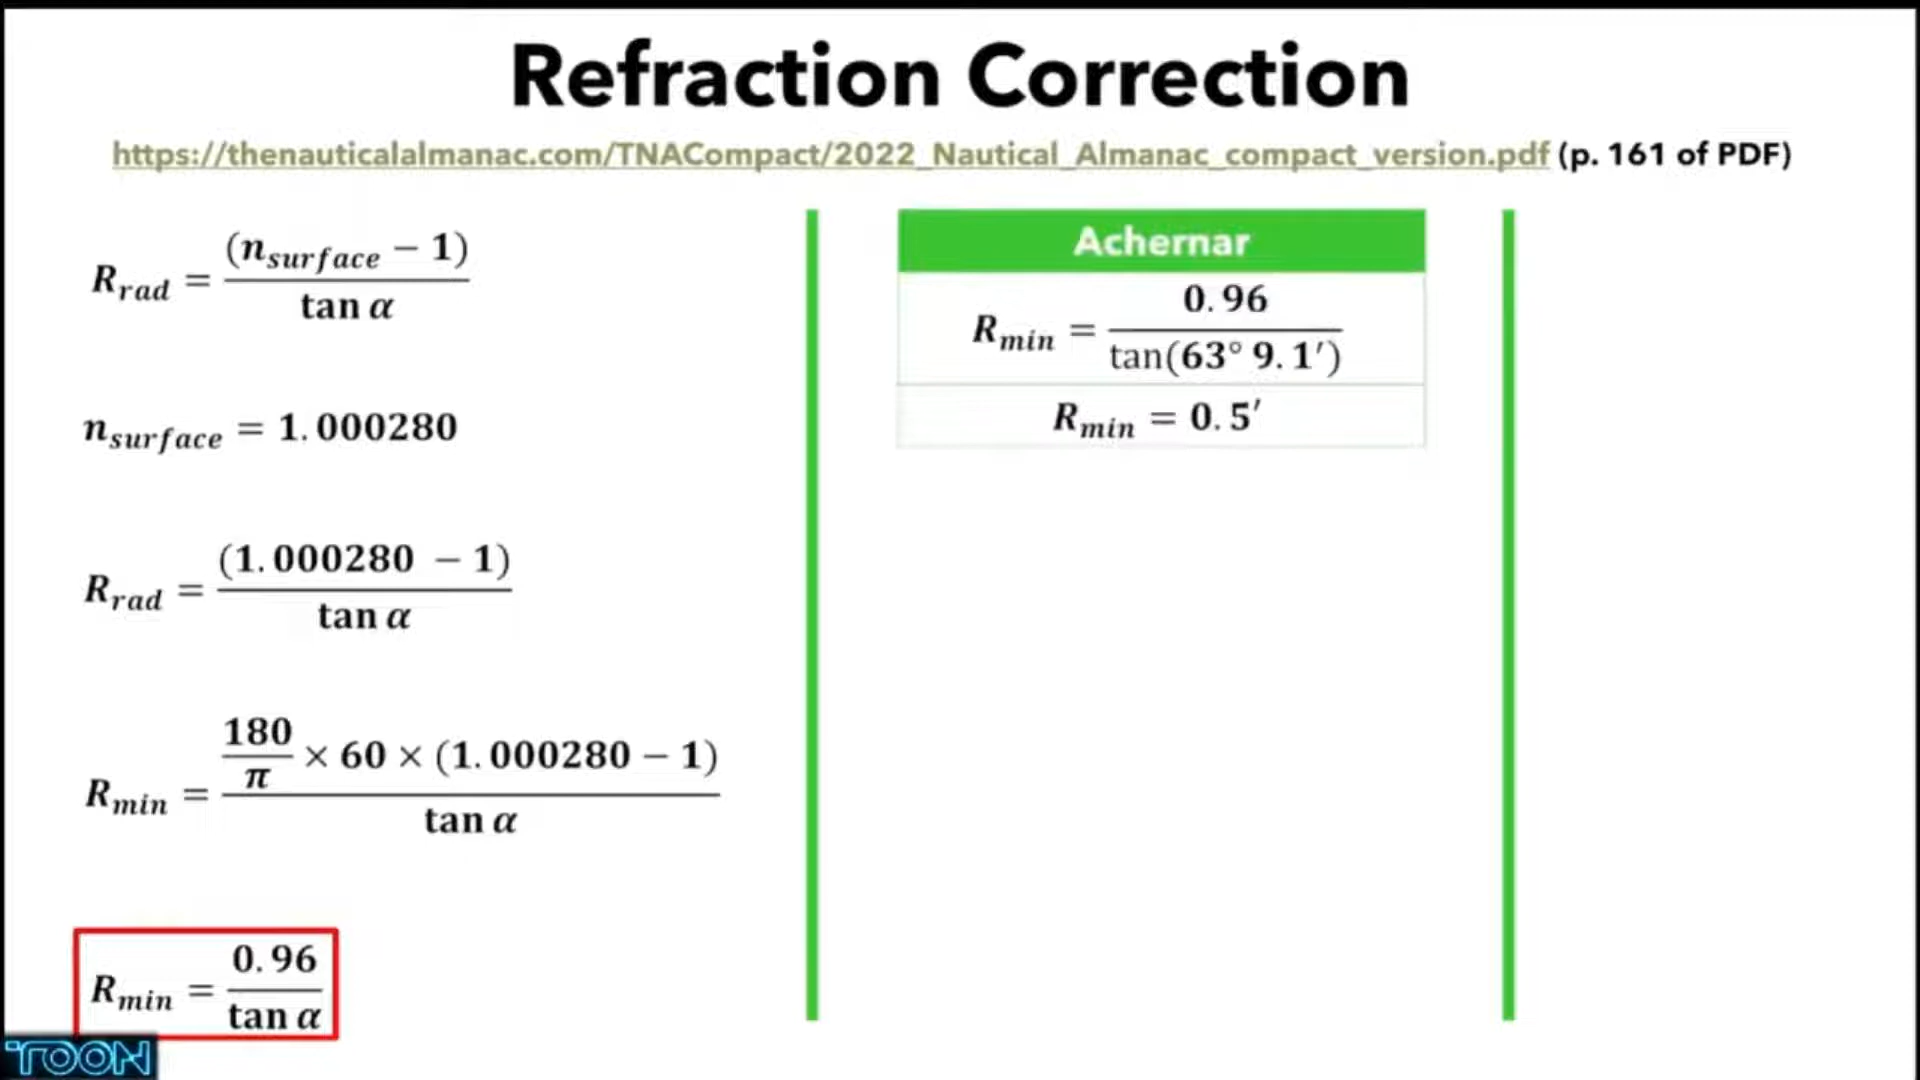 Refraction Correction
https://thenauticalalmanac.com/TNACompact/2022_Nautical_Almanac_compact_version.pdf (p. 161 of PDF)
R_rad = (n_surface − 1) / tan α
n_surface = 1.000280
R_rad = (1.000280 − 1) / tan α
R_min = 180/π × 60 × (1.000280 − 1) / tan α
R_min = 0.96 / tan α
Achernar
R_min = 0.96 / tan(63° 9.1′)
R_min = 0.5′
TOON